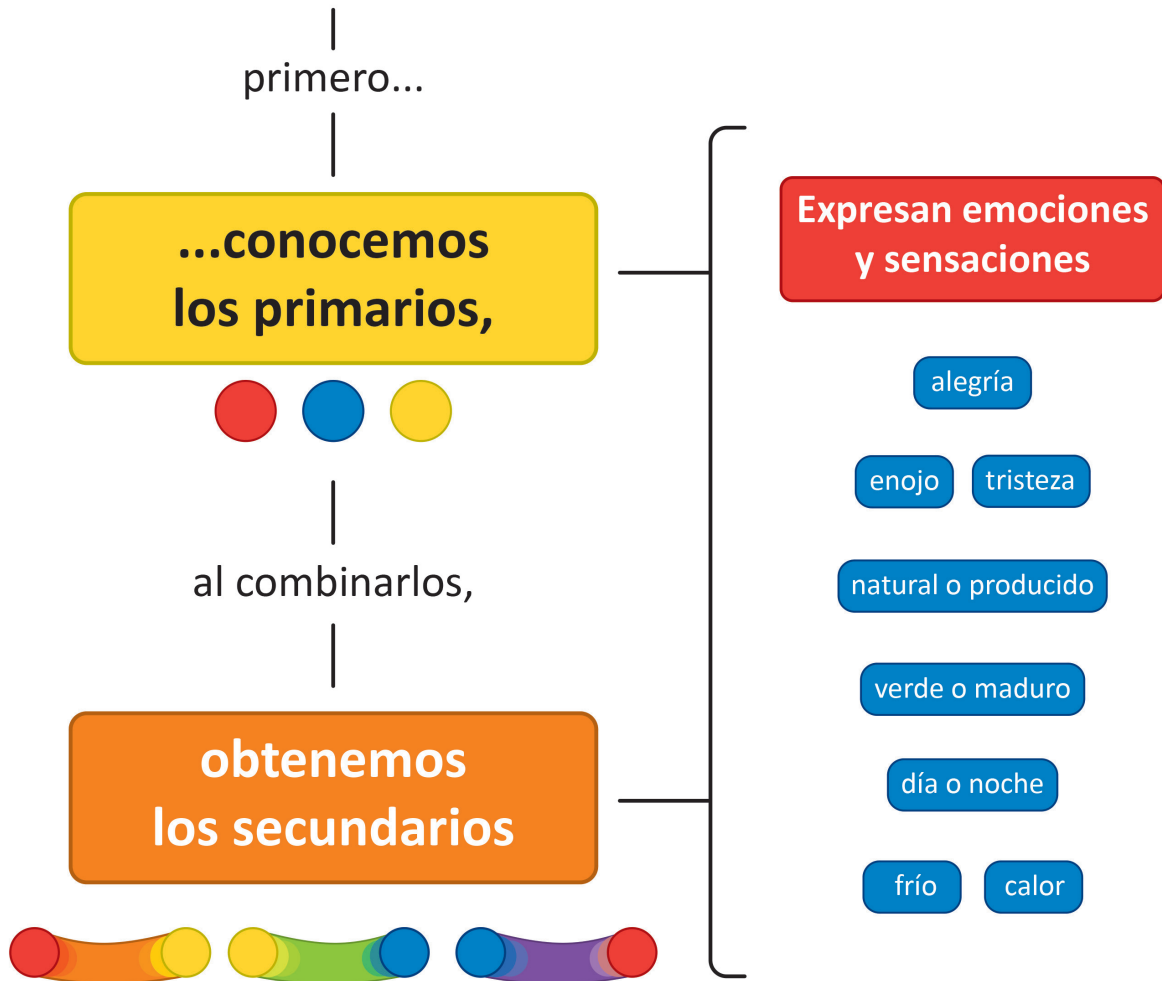 primero...
...conocemos
los primarios,
al combinarlos,
obtenemos
los secundarios
Expresan emociones
y sensaciones
alegría
enojo
tristeza
natural o producido
verde o maduro
día o noche
frío
calor